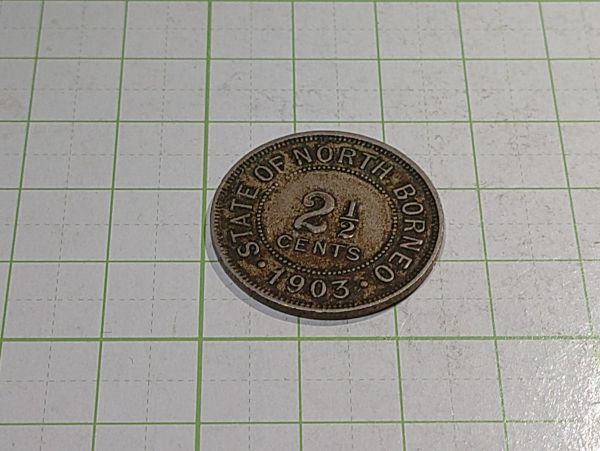 STATE OF NORTH BORNEO
2 1/2
CENTS
· 1903 ·